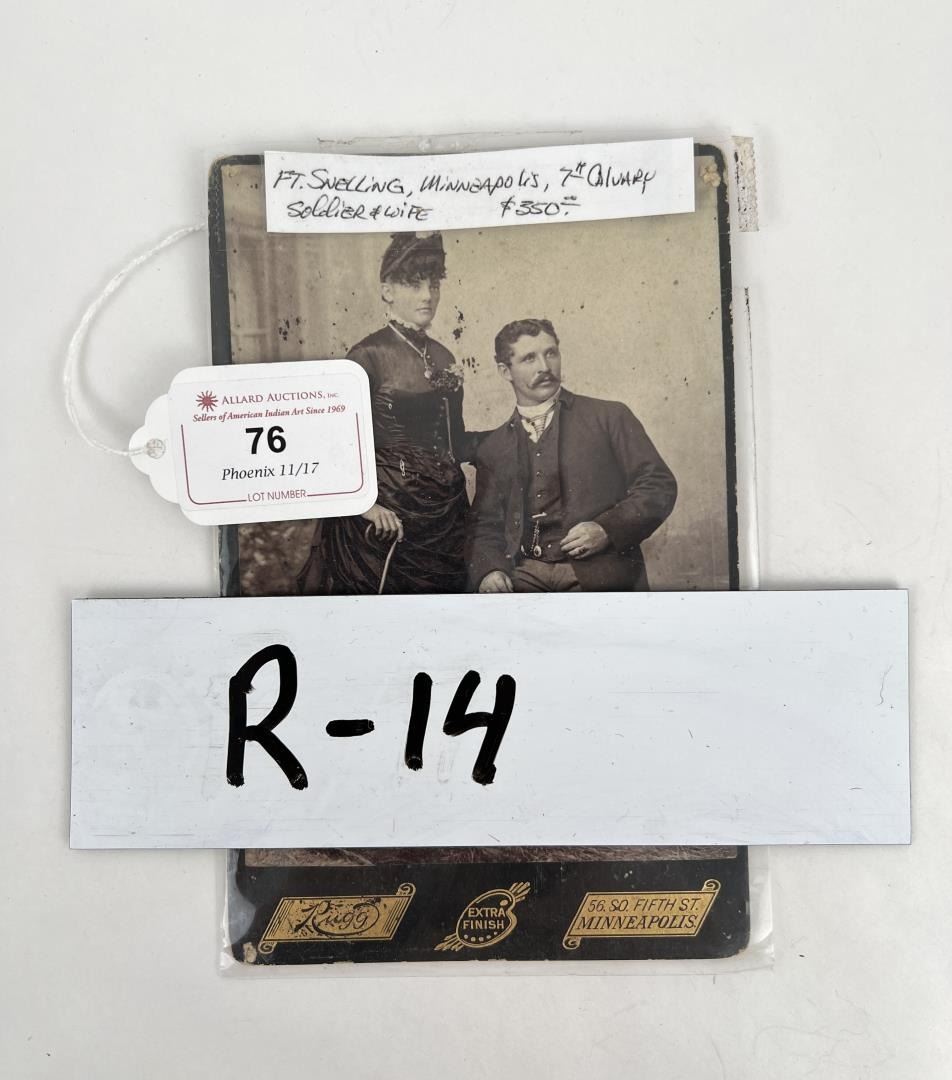 FT. SNELLING, MINNEAPOLIS, 7TH CALVARY
SOLDIER & WIFE $350.00
ALLARD AUCTIONS, INC.
Sellers of American Indian Art Since 1969
76
Phoenix 11/17
LOT NUMBER
R-14
Rugg
EXTRA
FINISH
56. SO. FIFTH ST.
MINNEAPOLIS.